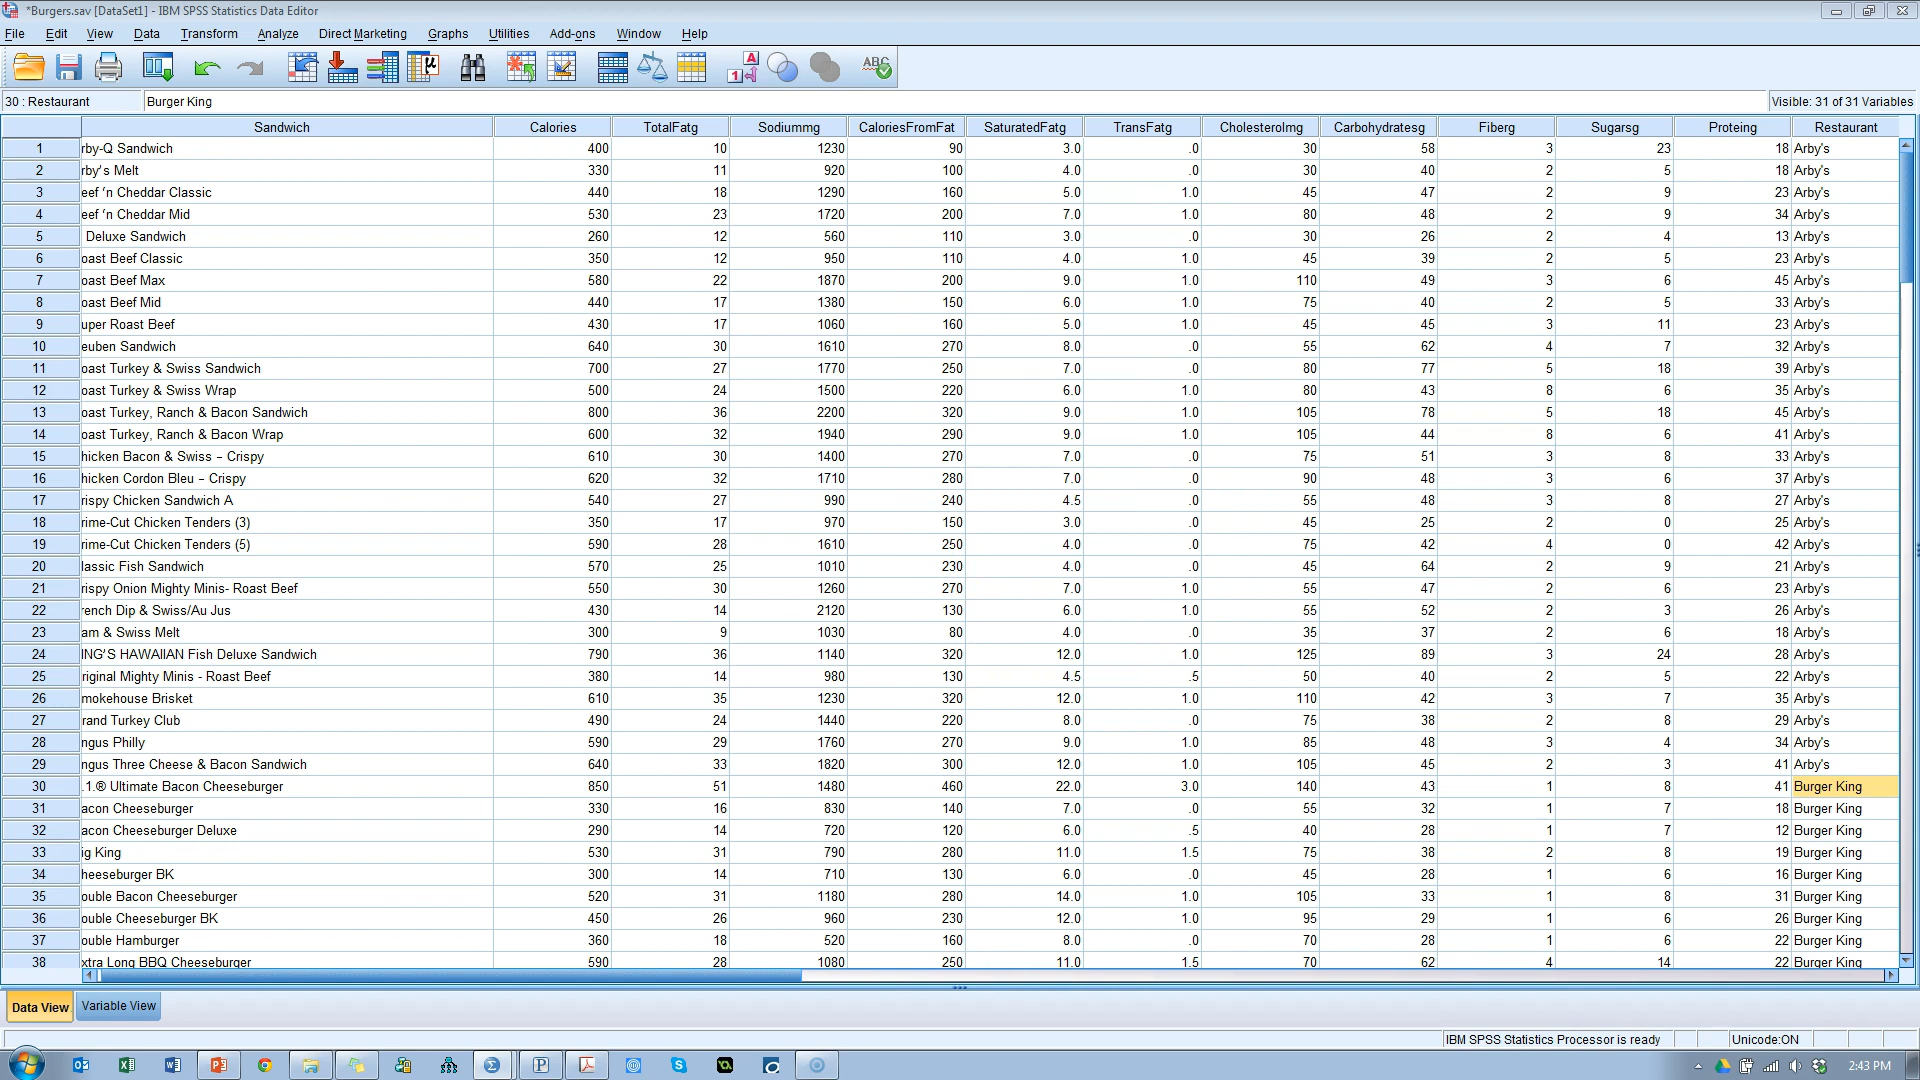 *Burgers.sav [DataSet1] - IBM SPSS Statistics Data Editor
File Edit View Data Transform Analyze Direct Marketing Graphs Utilities Add-ons Window Help
30 : Restaurant Burger King Visible: 31 of 31 Variables
Sandwich Calories TotalFatg Sodiummg CaloriesFromFat SaturatedFatg TransFatg Cholesterolmg Carbohydratesg Fiberg Sugarsg Proteing Restaurant
1 rby-Q Sandwich 400 10 1230 90 3.0 .0 30 58 3 23 18 Arby's
2 rby's Melt 330 11 920 100 4.0 .0 30 40 2 5 18 Arby's
3 eef 'n Cheddar Classic 440 18 1290 160 5.0 1.0 45 47 2 9 23 Arby's
4 eef 'n Cheddar Mid 530 23 1720 200 7.0 1.0 80 48 2 9 34 Arby's
5 Deluxe Sandwich 260 12 560 110 3.0 .0 30 26 2 4 13 Arby's
6 oast Beef Classic 350 12 950 110 4.0 1.0 45 39 2 5 23 Arby's
7 oast Beef Max 580 22 1870 200 9.0 1.0 110 49 3 6 45 Arby's
8 oast Beef Mid 440 17 1380 150 6.0 1.0 75 40 2 5 33 Arby's
9 uper Roast Beef 430 17 1060 160 5.0 1.0 45 45 3 11 23 Arby's
10 euben Sandwich 640 30 1610 270 8.0 .0 55 62 4 7 32 Arby's
11 oast Turkey & Swiss Sandwich 700 27 1770 250 7.0 .0 80 77 5 18 39 Arby's
12 oast Turkey & Swiss Wrap 500 24 1500 220 6.0 1.0 80 43 8 6 35 Arby's
13 oast Turkey, Ranch & Bacon Sandwich 800 36 2200 320 9.0 1.0 105 78 5 18 45 Arby's
14 oast Turkey, Ranch & Bacon Wrap 600 32 1940 290 9.0 1.0 105 44 8 6 41 Arby's
15 hicken Bacon & Swiss – Crispy 610 30 1400 270 7.0 .0 75 51 3 8 33 Arby's
16 hicken Cordon Bleu – Crispy 620 32 1710 280 7.0 .0 90 48 3 6 37 Arby's
17 rispy Chicken Sandwich A 540 27 990 240 4.5 .0 55 48 3 8 27 Arby's
18 rime-Cut Chicken Tenders (3) 350 17 970 150 3.0 .0 45 25 2 0 25 Arby's
19 rime-Cut Chicken Tenders (5) 590 28 1610 250 4.0 .0 75 42 4 0 42 Arby's
20 lassic Fish Sandwich 570 25 1010 230 4.0 .0 45 64 2 9 21 Arby's
21 rispy Onion Mighty Minis- Roast Beef 550 30 1260 270 7.0 1.0 55 47 2 6 23 Arby's
22 rench Dip & Swiss/Au Jus 430 14 2120 130 6.0 1.0 55 52 2 3 26 Arby's
23 am & Swiss Melt 300 9 1030 80 4.0 .0 35 37 2 6 18 Arby's
24 ING'S HAWAIIAN Fish Deluxe Sandwich 790 36 1140 320 12.0 1.0 125 89 3 24 28 Arby's
25 riginal Mighty Minis - Roast Beef 380 14 980 130 4.5 .5 50 40 2 5 22 Arby's
26 mokehouse Brisket 610 35 1230 320 12.0 1.0 110 42 3 7 35 Arby's
27 rand Turkey Club 490 24 1440 220 8.0 .0 75 38 2 8 29 Arby's
28 ngus Philly 590 29 1760 270 9.0 1.0 85 48 3 4 34 Arby's
29 ngus Three Cheese & Bacon Sandwich 640 33 1820 300 12.0 1.0 105 45 2 3 41 Arby's
30 .1.® Ultimate Bacon Cheeseburger 850 51 1480 460 22.0 3.0 140 43 1 8 41 Burger King
31 acon Cheeseburger 330 16 830 140 7.0 .0 55 32 1 7 18 Burger King
32 acon Cheeseburger Deluxe 290 14 720 120 6.0 .5 40 28 1 7 12 Burger King
33 ig King 530 31 790 280 11.0 1.5 75 38 2 8 19 Burger King
34 heeseburger BK 300 14 710 130 6.0 .0 45 28 1 6 16 Burger King
35 ouble Bacon Cheeseburger 520 31 1180 280 14.0 1.0 105 33 1 8 31 Burger King
36 ouble Cheeseburger BK 450 26 960 230 12.0 1.0 95 29 1 6 26 Burger King
37 ouble Hamburger 360 18 520 160 8.0 .0 70 28 1 6 22 Burger King
38 xtra Long BBQ Cheeseburger 590 28 1080 250 11.0 1.5 70 62 4 14 22 Burger King
Data View Variable View
IBM SPSS Statistics Processor is ready Unicode:ON
2:43 PM